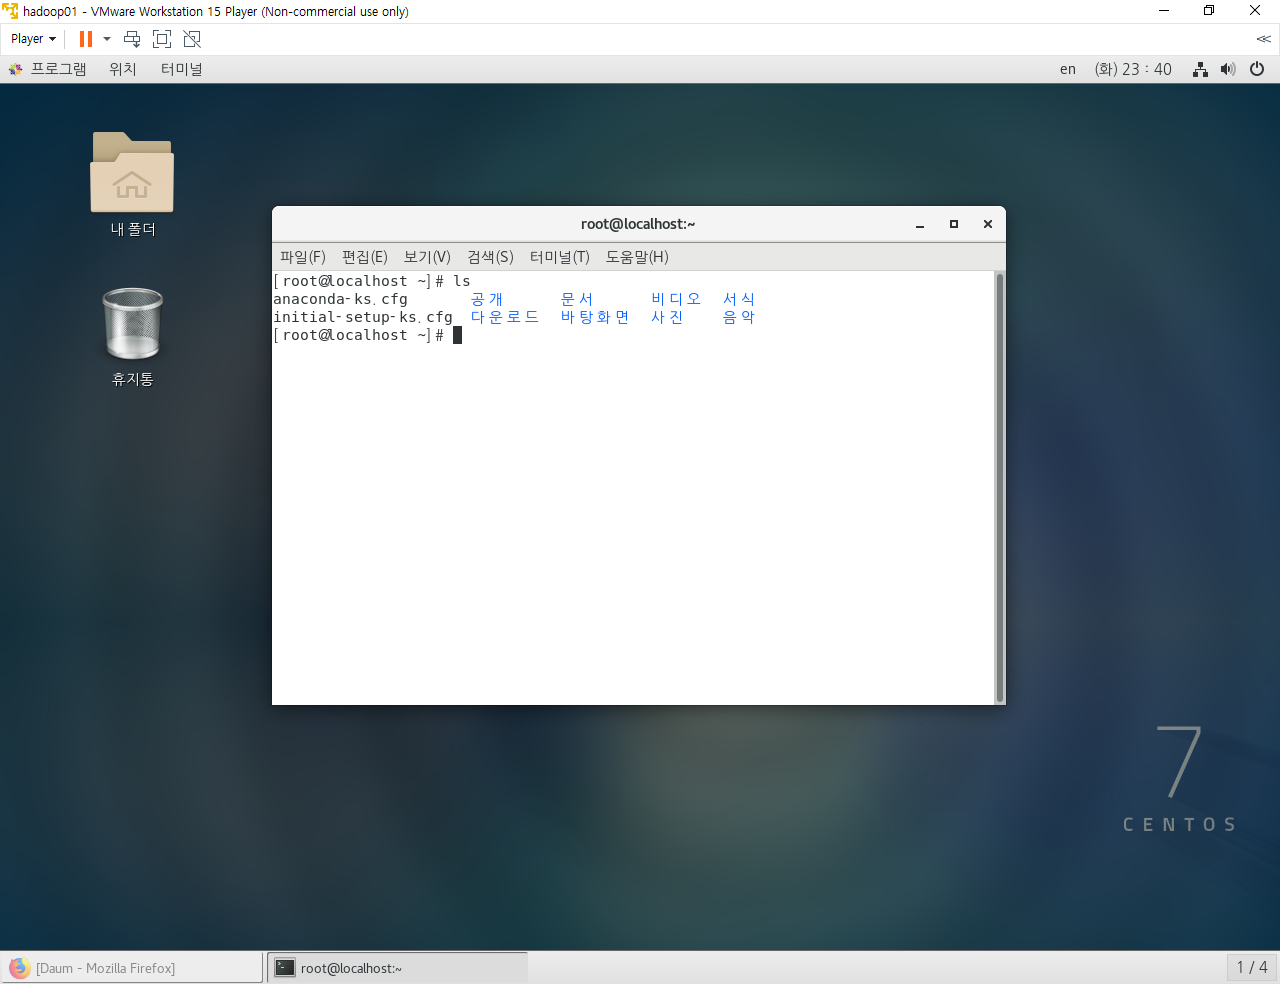 hadoop01 - VMware Workstation 15 Player (Non-commercial use only)
Player
프로그램 위치 터미널 en (화) 23 : 40
내 폴더
휴지통
root@localhost:~
파일(F) 편집(E) 보기(V) 검색(S) 터미널(T) 도움말(H)
[root@localhost ~]# ls
anaconda-ks.cfg 공개 문서 비디오 서식
initial-setup-ks.cfg 다운로드 바탕화면 사진 음악
[root@localhost ~]#
7
CENTOS
[Daum - Mozilla Firefox] root@localhost:~ 1 / 4